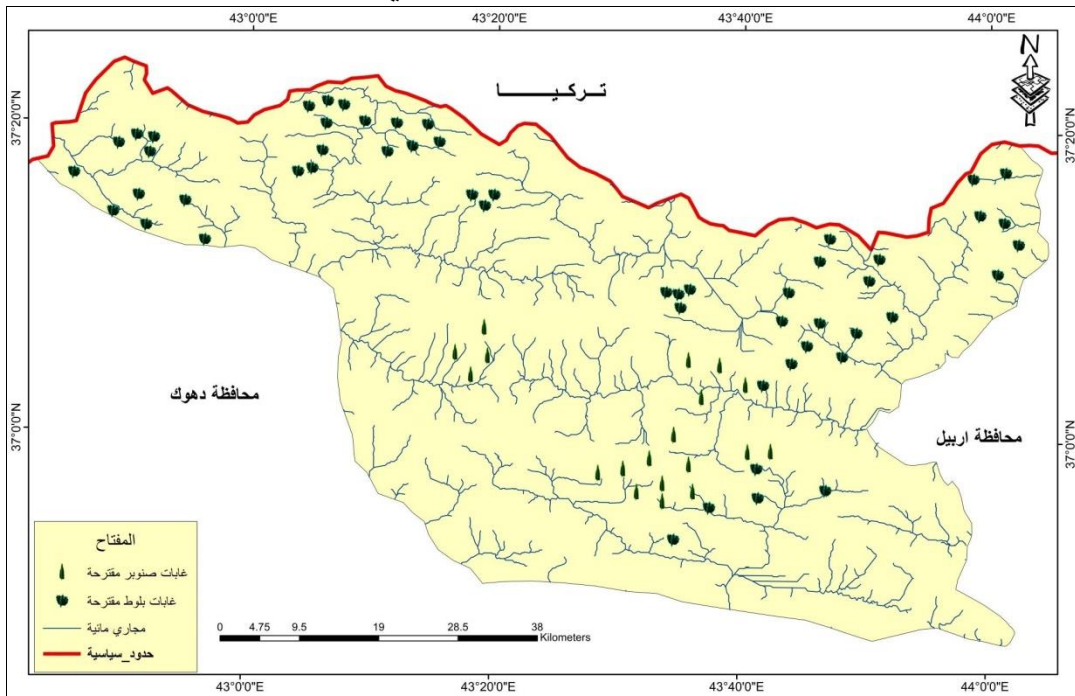 43°0'0"E 43°20'0"E 43°40'0"E 44°0'0"E
N
تـركـيـــــا
37°20'0"N 37°20'0"N
محافظة دهوك
محافظة اربيل
37°0'0"N 37°0'0"N
المفتاح
غابات صنوبر مقترحة
غابات بلوط مقترحة
مجاري مائية
حدود_سياسية
0 4.75 9.5 19 28.5 38
Kilometers
43°0'0"E 43°20'0"E 43°40'0"E 44°0'0"E